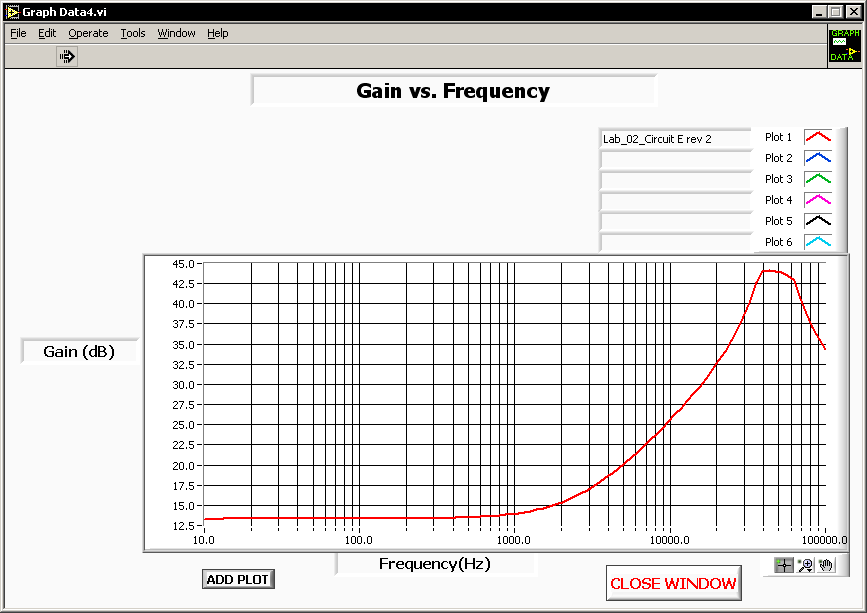 Graph Data4.vi
File Edit Operate Tools Window Help
GRAPH
DATA
Gain vs. Frequency
Lab_02_Circuit E rev 2
Plot 1
Plot 2
Plot 3
Plot 4
Plot 5
Plot 6
Gain (dB)
45.0
42.5
40.0
37.5
35.0
32.5
30.0
27.5
25.0
22.5
20.0
17.5
15.0
12.5
10.0 100.0 1000.0 10000.0 100000.0
Frequency(Hz)
ADD PLOT
CLOSE WINDOW